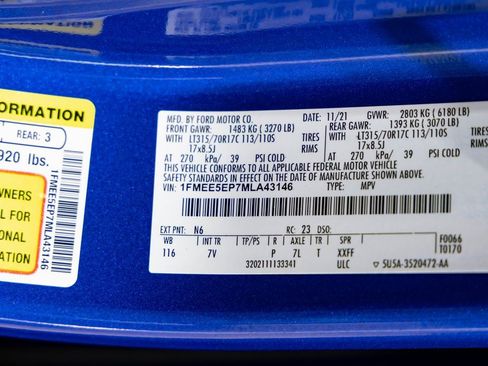 ORMATION
REAR: 3
920 lbs.
WNERS
L FOR
ONAL
ATION
1FMEE5EP7MLA43146
MFD. BY FORD MOTOR CO. 11/21 GVWR: 2803 KG ( 6180 LB)
FRONT GAWR: 1483 KG ( 3270 LB) REAR GAWR: 1393 KG ( 3070 LB)
WITH LT315/70R17C 113/110S TIRES WITH LT315/70R17C 113/110S TIRES
17x8.5J RIMS 17x8.5J RIMS
AT 270 kPa/ 39 PSI COLD AT 270 kPa/ 39 PSI COLD
THIS VEHICLE CONFORMS TO ALL APPLICABLE FEDERAL MOTOR VEHICLE
SAFETY STANDARDS IN EFFECT ON THE DATE OF MANUFACTURE SHOWN ABOVE.
VIN: 1FMEE5EP7MLA43146 TYPE: MPV
EXT PNT: N6 RC: 23 DSO:
WB INT TR TP/PS R AXLE TR SPR F0066
116 7V P 7L T XXFF T0170
3202111133341 ULC 5U5A-3520472-AA